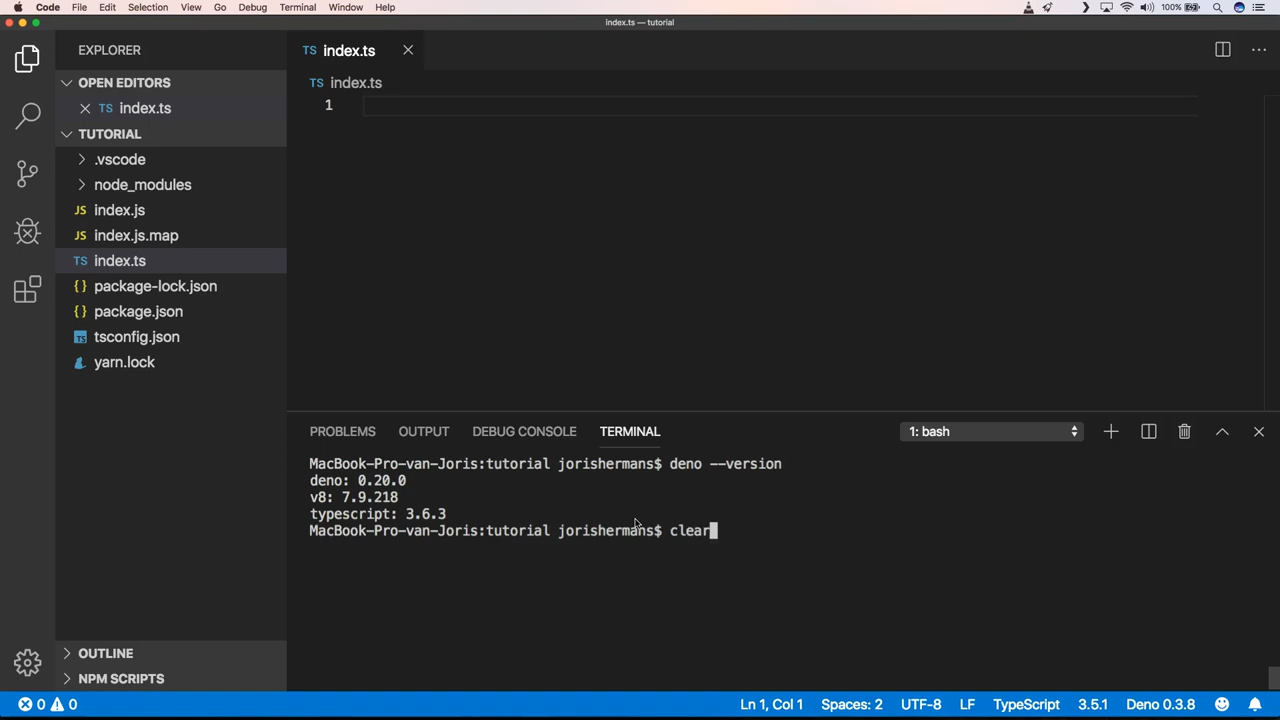 Code File Edit Selection View Go Debug Terminal Window Help 100%
index.ts — tutorial
EXPLORER
OPEN EDITORS
TS index.ts
TUTORIAL
.vscode
node_modules
JS index.js
JS index.js.map
TS index.ts
{ } package-lock.json
{ } package.json
TS tsconfig.json
yarn.lock
OUTLINE
NPM SCRIPTS
TS index.ts
TS index.ts
1
PROBLEMS OUTPUT DEBUG CONSOLE TERMINAL 1: bash
MacBook-Pro-van-Joris:tutorial jorishermans$ deno --version
deno: 0.20.0
v8: 7.9.218
typescript: 3.6.3
MacBook-Pro-van-Joris:tutorial jorishermans$ clear
0 0 Ln 1, Col 1 Spaces: 2 UTF-8 LF TypeScript 3.5.1 Deno 0.3.8